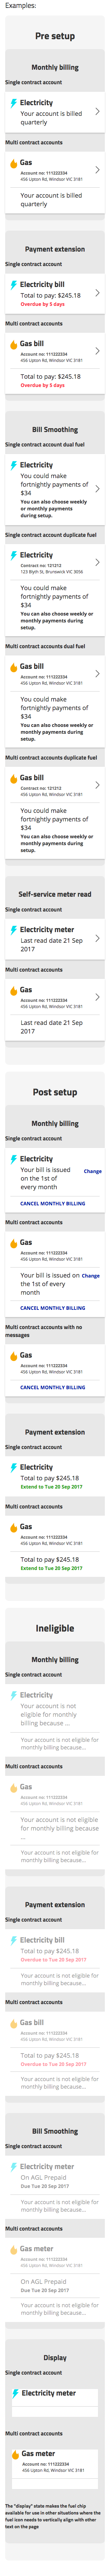 Examples:
Pre setup
Monthly billing
Single contract account
Electricity
Your account is billed
quarterly
Multi contract accounts
Gas
Account no: 111222334
456 Upton Rd, Windsor VIC 3181
Your account is billed
quarterly
Payment extension
Single contract account
Electricity bill
Total to pay: $245.18
Overdue by 5 days
Multi contract accounts
Gas bill
Account no: 111222334
456 Upton Rd, Windsor VIC 3181
Total to pay: $245.18
Overdue by 5 days
Bill Smoothing
Single contract account dual fuel
Electricity
You could make
fortnightly payments of
$34
You can also choose weekly
or monthly payments
during setup.
Single contract account duplicate fuel
Electricity
Contract no: 121212
123 Blyth St, Brunswick VIC 3056
You could make
fortnightly payments of
$34
You can also choose weekly or
monthly payments during
setup.
Multi contract accounts dual fuel
Gas bill
Account no: 111222334
456 Upton Rd, Windsor VIC 3181
You could make
fortnightly payments of
$34
You can also choose weekly or
monthly payments during
setup.
Multi contract accounts duplicate fuel
Gas bill
Contract no: 121212
456 Upton Rd, Windsor VIC 3181
You could make
fortnightly payments of
$34
You can also choose weekly or
monthly payments during
setup.
Self-service meter read
Single contract account
Electricity meter
Last read date 21 Sep
2017
Multi contract accounts
Gas
Account no: 111222334
456 Upton Rd, Windsor VIC 3181
Last read date 21 Sep
2017
Post setup
Monthly billing
Single contract account
Electricity
Your bill is issued
on the 1st of
every month
Change
CANCEL MONTHLY BILLING
Multi contract accounts
Gas
Account no: 111222334
456 Upton Rd, Windsor VIC 3181
Your bill is issued on
the 1st of every
month
Change
CANCEL MONTHLY BILLING
Multi contract accounts with no
messages
Gas
Account no: 111222334
456 Upton Rd, Windsor VIC 3181
CANCEL MONTHLY BILLING
Payment extension
Single contract account
Electricity
Total to pay $245.18
Extend to Tue 20 Sep 2017
Multi contract accounts
Gas
Account no: 111222334
456 Upton Rd, Windsor VIC 3181
Total to pay $245.18
Extend to Tue 20 Sep 2017
Ineligible
Monthly billing
Single contract account
Electricity
Your account is not
eligible for monthly
billing because ...
Your account is not eligible for
monthly billing because...
Multi contract accounts
Gas
Account no: 111222334
456 Upton Rd, Windsor VIC 3181
Your account is not eligible
for monthly billing because
...
Your account is not eligible for
monthly billing because...
Payment extension
Single contract account
Electricity bill
Total to pay $245.18
Overdue to Tue 20 Sep 2017
Your account is not eligible for
monthly billing because...
Multi contract accounts
Gas bill
Account no: 111222334
456 Upton Rd, Windsor VIC 3181
Total to pay $245.18
Overdue to Tue 20 Sep 2017
Your account is not eligible for
monthly billing because...
Bill Smoothing
Single contract account
Electricity meter
On AGL Prepaid
Due Tue 20 Sep 2017
Your account is not eligible for
monthly billing because...
Multi contract accounts
Gas meter
Account no: 111222334
456 Upton Rd, Windsor VIC 3181
On AGL Prepaid
Due Tue 20 Sep 2017
Your account is not eligible for
monthly billing because...
Display
Single contract account
Electricity meter
Multi contract accounts
Gas meter
Account no: 111222334
456 Upton Rd, Windsor VIC 3181
The "display" state makes the fuel chip
available for use in other situations where the
fuel icon needs to vertically align with other
text on the page